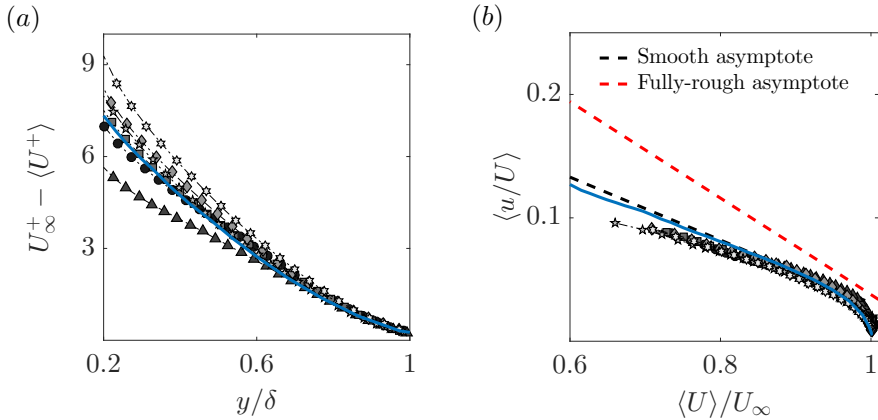 (a)
9
6
3
0.2
0.6
1
y/δ
U∞⁺ − ⟨U⁺⟩
(b)
Smooth asymptote
Fully-rough asymptote
0.2
0.1
0
0.6
0.8
1
⟨U⟩/U∞
⟨u/U⟩